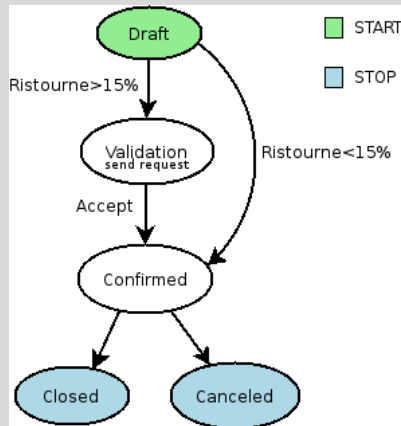 Draft
START
Ristourne>15%
STOP
Validation
send request
Ristourne<15%
Accept
Confirmed
Closed
Canceled